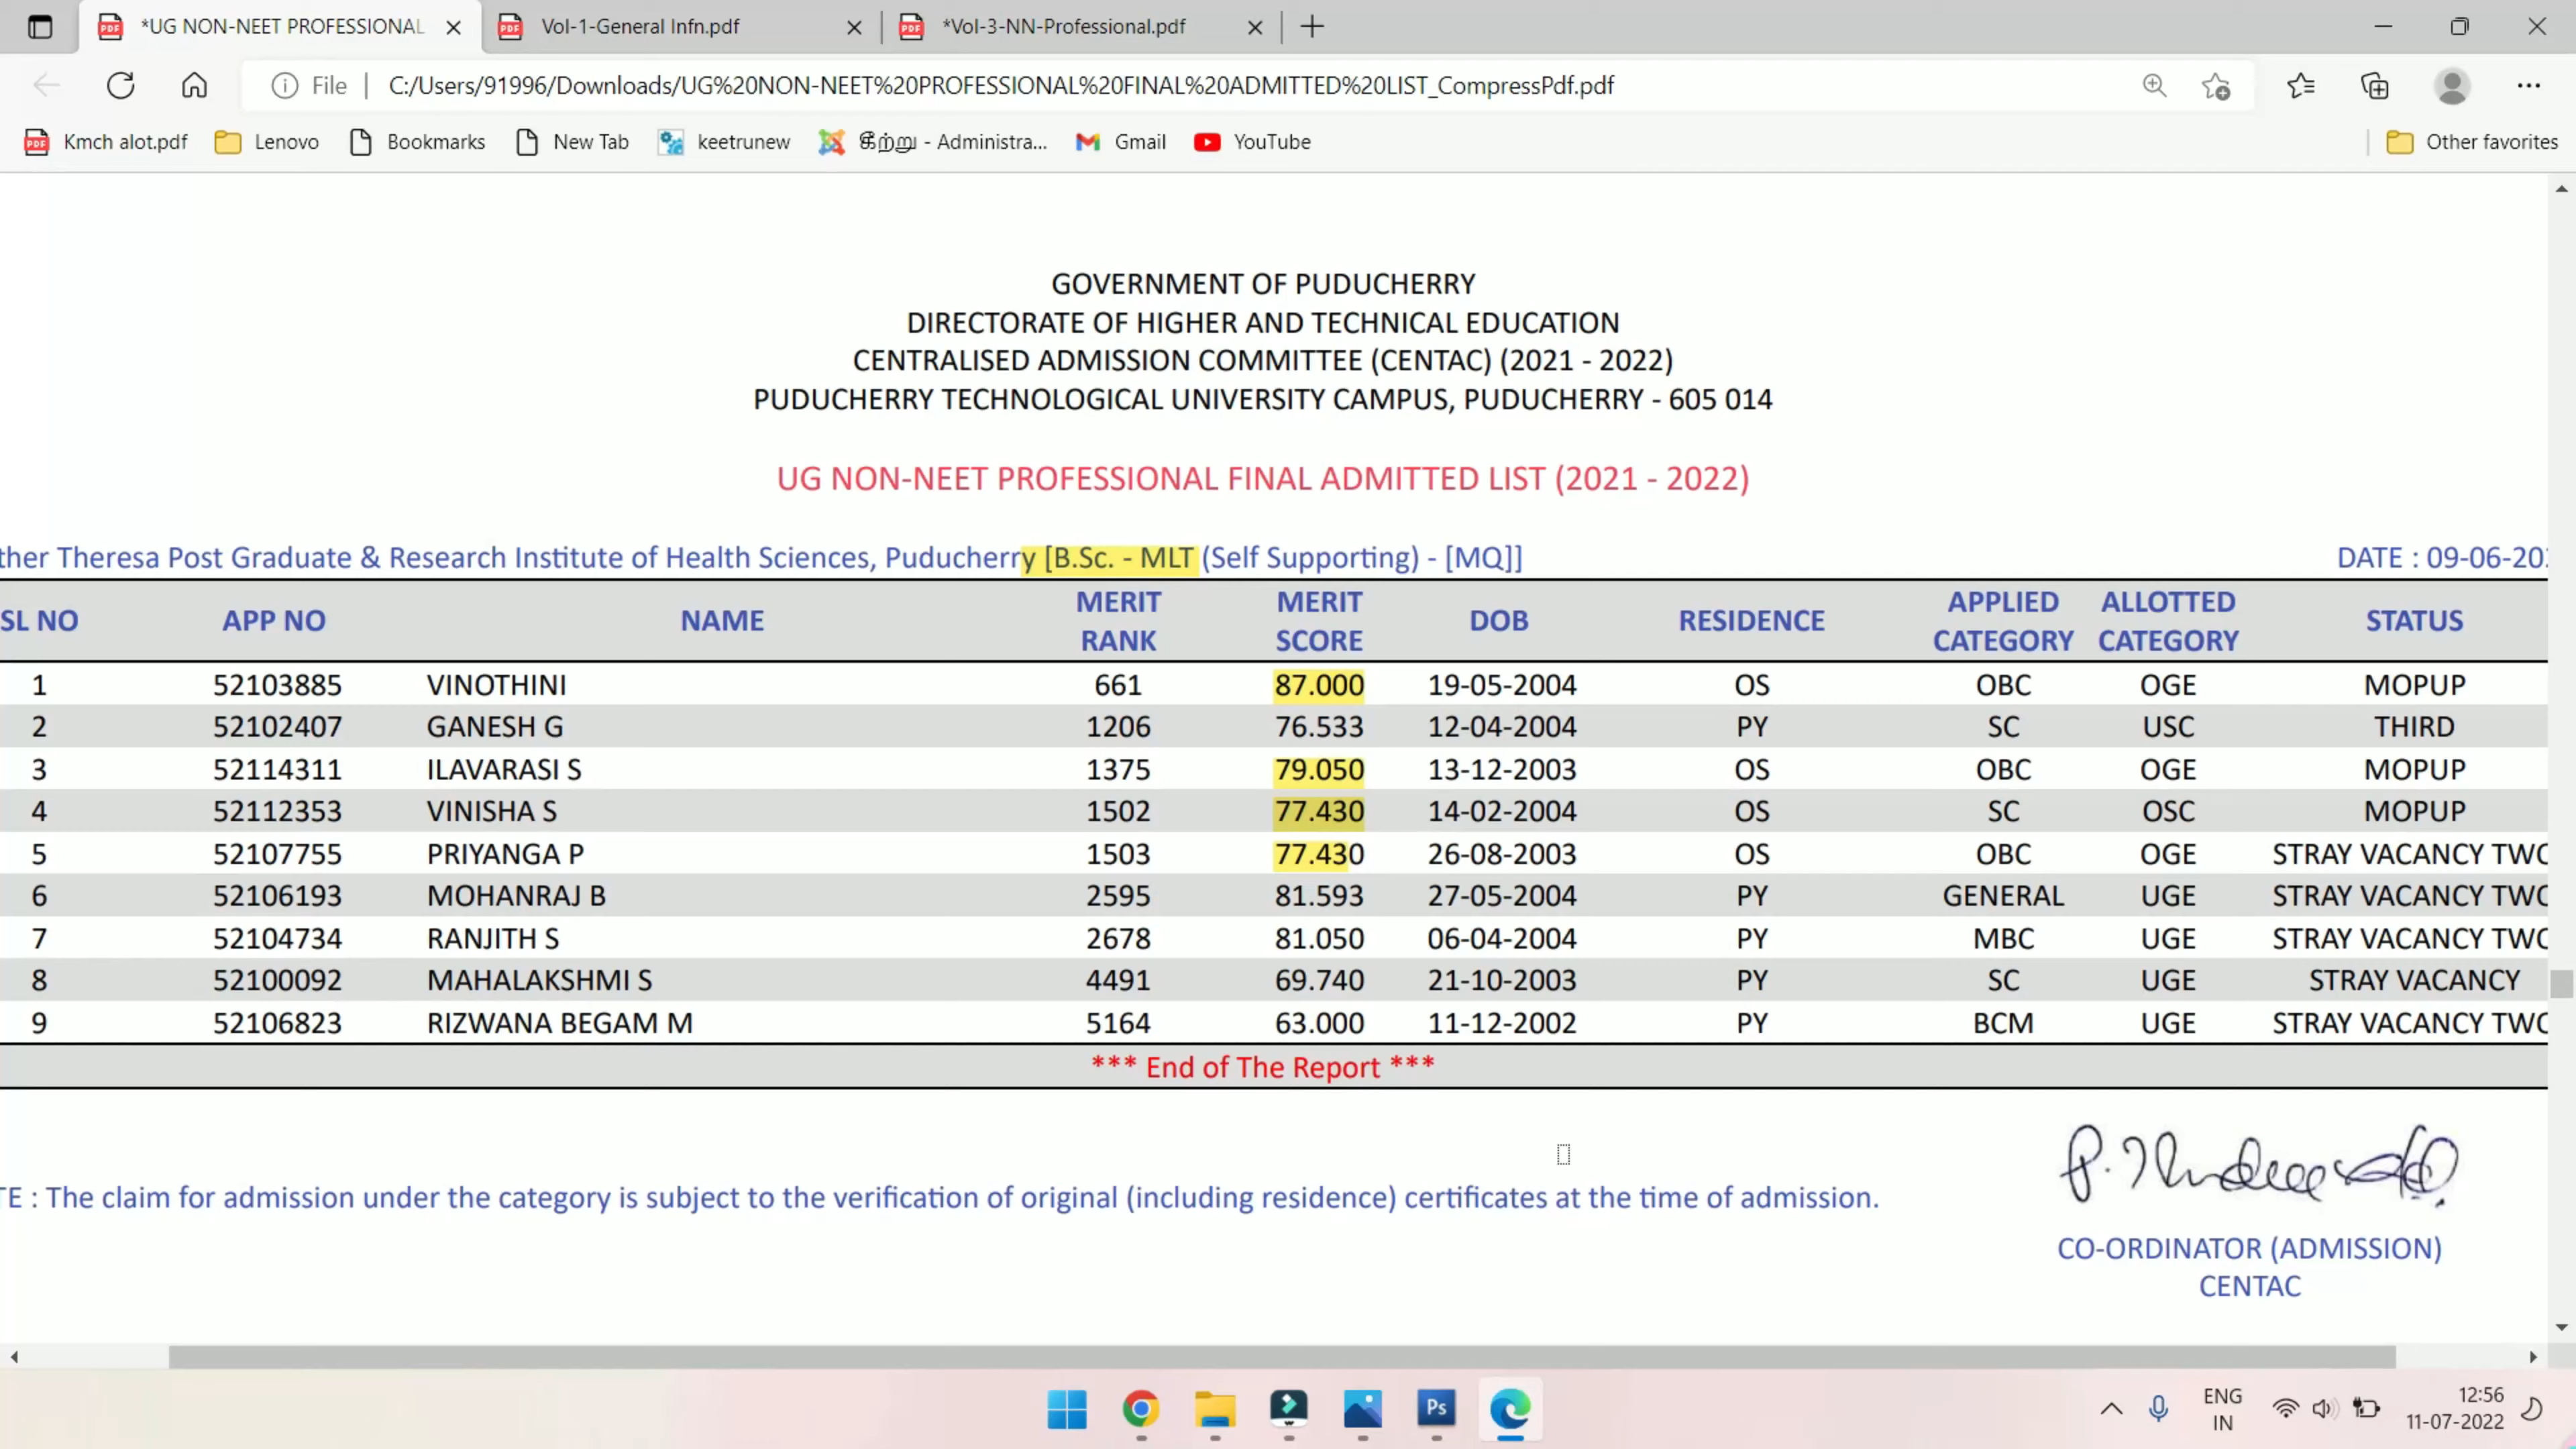 *UG NON-NEET PROFESSIONAL
Vol-1-General Infn.pdf
*Vol-3-NN-Professional.pdf
File
C:/Users/91996/Downloads/UG%20NON-NEET%20PROFESSIONAL%20FINAL%20ADMITTED%20LIST_CompressPdf.pdf
Kmch alot.pdf Lenovo Bookmarks New Tab keetrunew கீற்று - Administra... Gmail YouTube Other favorites
GOVERNMENT OF PUDUCHERRY
DIRECTORATE OF HIGHER AND TECHNICAL EDUCATION
CENTRALISED ADMISSION COMMITTEE (CENTAC) (2021 - 2022)
PUDUCHERRY TECHNOLOGICAL UNIVERSITY CAMPUS, PUDUCHERRY - 605 014
UG NON-NEET PROFESSIONAL FINAL ADMITTED LIST (2021 - 2022)
ther Theresa Post Graduate & Research Institute of Health Sciences, Puducherry [B.Sc. - MLT (Self Supporting) - [MQ]] DATE : 09-06-20
SL NO APP NO NAME MERIT RANK MERIT SCORE DOB RESIDENCE APPLIED CATEGORY ALLOTTED CATEGORY STATUS
1 52103885 VINOTHINI 661 87.000 19-05-2004 OS OBC OGE MOPUP
2 52102407 GANESH G 1206 76.533 12-04-2004 PY SC USC THIRD
3 52114311 ILAVARASI S 1375 79.050 13-12-2003 OS OBC OGE MOPUP
4 52112353 VINISHA S 1502 77.430 14-02-2004 OS SC OSC MOPUP
5 52107755 PRIYANGA P 1503 77.430 26-08-2003 OS OBC OGE STRAY VACANCY TWO
6 52106193 MOHANRAJ B 2595 81.593 27-05-2004 PY GENERAL UGE STRAY VACANCY TWO
7 52104734 RANJITH S 2678 81.050 06-04-2004 PY MBC UGE STRAY VACANCY TWO
8 52100092 MAHALAKSHMI S 4491 69.740 21-10-2003 PY SC UGE STRAY VACANCY
9 52106823 RIZWANA BEGAM M 5164 63.000 11-12-2002 PY BCM UGE STRAY VACANCY TWO
*** End of The Report ***
TE : The claim for admission under the category is subject to the verification of original (including residence) certificates at the time of admission.
CO-ORDINATOR (ADMISSION)
CENTAC
Ps
ENG
IN
12:56
11-07-2022